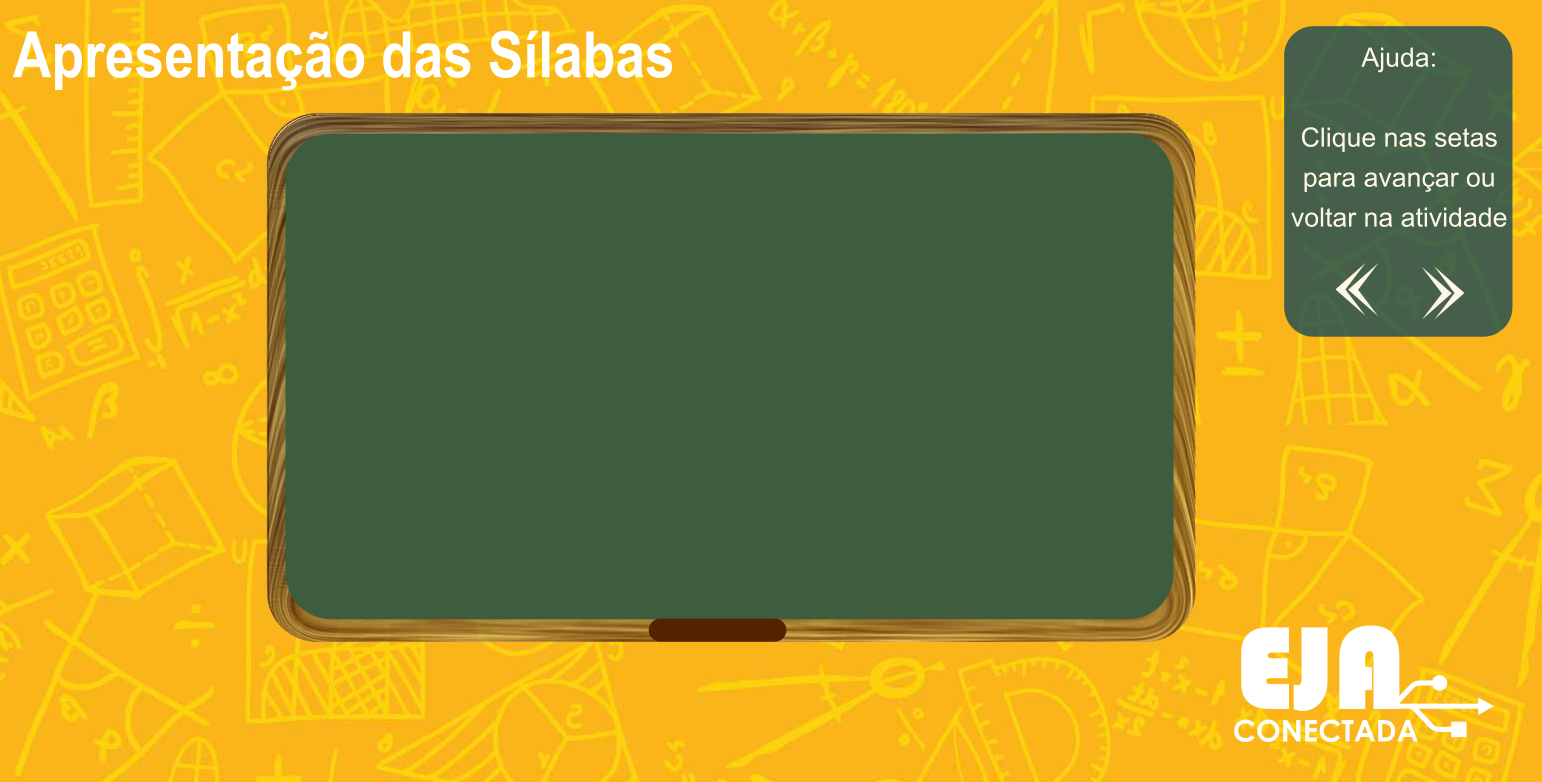 Apresentação das Sílabas
Ajuda:
Clique nas setas
para avançar ou
voltar na atividade
EJA
CONECTADA